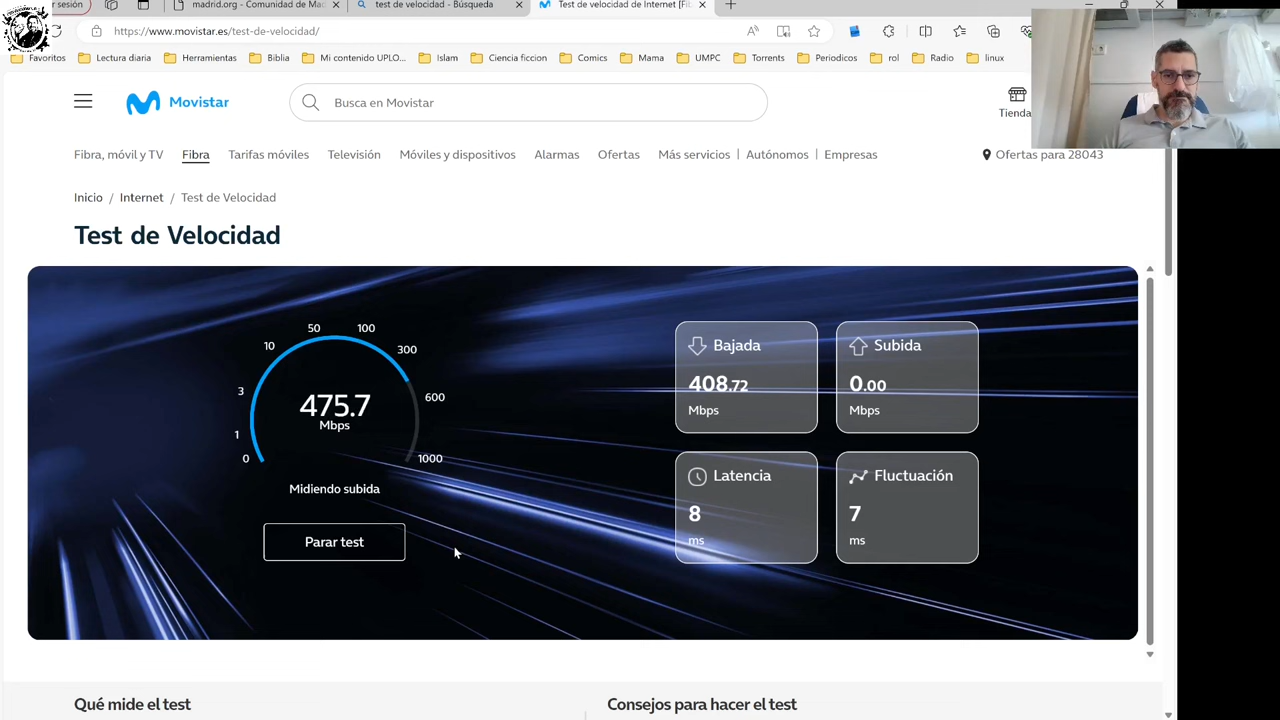 sesión
madrid.org - Comunidad de Mad
test de velocidad - Búsqueda
Test de velocidad de Internet [Fib
https://www.movistar.es/test-de-velocidad/
Favoritos
Lectura diaria
Herramientas
Biblia
Mi contenido UPLO...
Islam
Ciencia ficcion
Comics
Mama
UMPC
Torrents
Periodicos
rol
Radio
linux
Movistar
Busca en Movistar
Tienda
Fibra, móvil y TV
Fibra
Tarifas móviles
Televisión
Móviles y dispositivos
Alarmas
Ofertas
Más servicios
Autónomos
Empresas
Ofertas para 28043
Inicio / Internet / Test de Velocidad
Test de Velocidad
0
1
3
10
50
100
300
600
1000
475.7
Mbps
Midiendo subida
Parar test
Bajada
408.72
Mbps
Subida
0.00
Mbps
Latencia
8
ms
Fluctuación
7
ms
Qué mide el test
Consejos para hacer el test